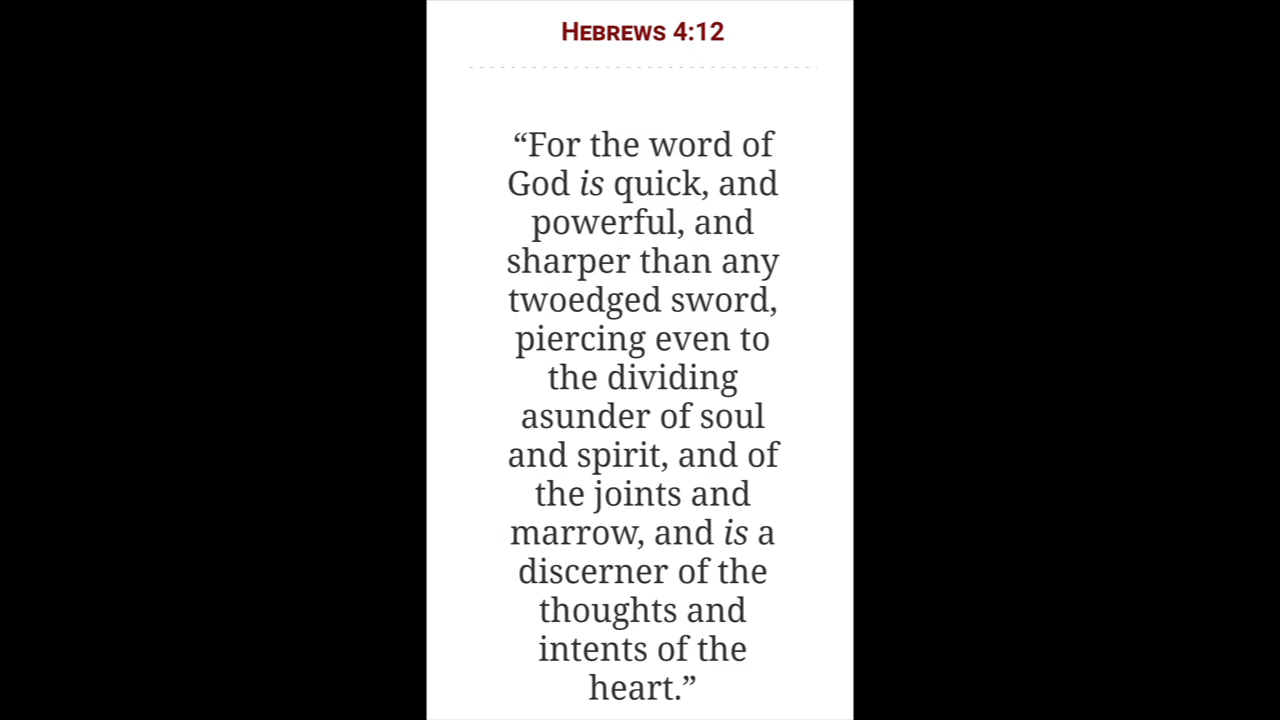 Hebrews 4:12
“For the word of
God is quick, and
powerful, and
sharper than any
twoedged sword,
piercing even to
the dividing
asunder of soul
and spirit, and of
the joints and
marrow, and is a
discerner of the
thoughts and
intents of the
heart.”